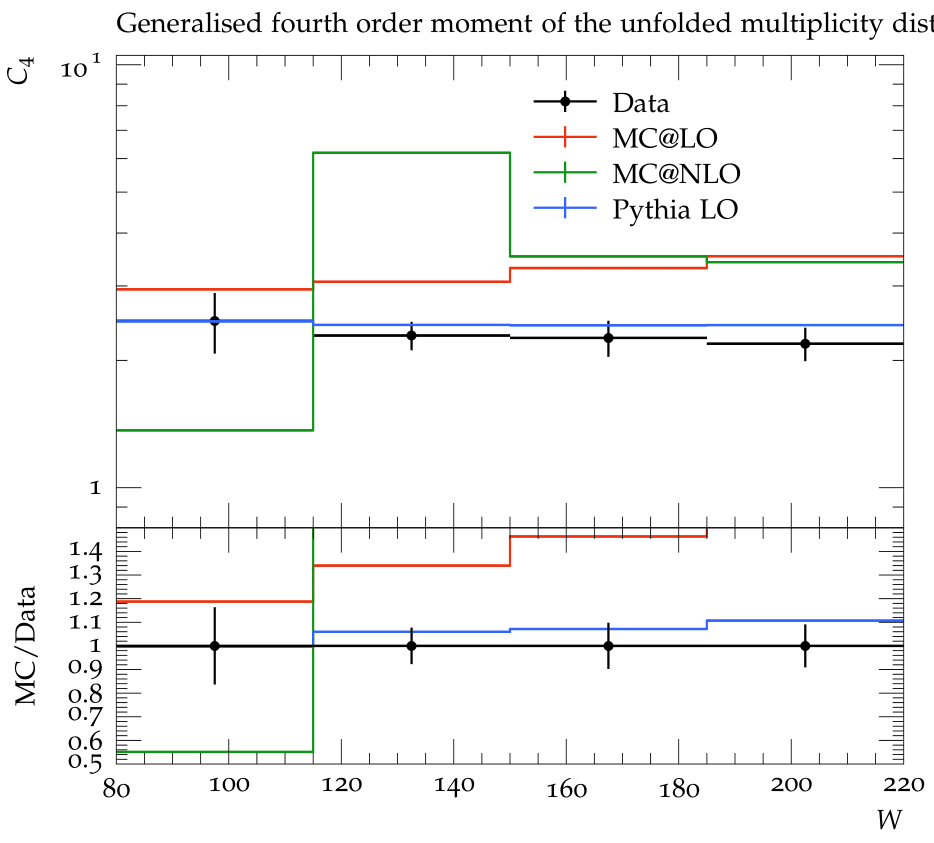 Generalised fourth order moment of the unfolded multiplicity dist
C4
10 1
Data
MC@LO
MC@NLO
Pythia LO
1
MC/Data
1.4
1.3
1.2
1.1
1
0.9
0.8
0.7
0.6
0.5
80 100 120 140 160 180 200 220
W